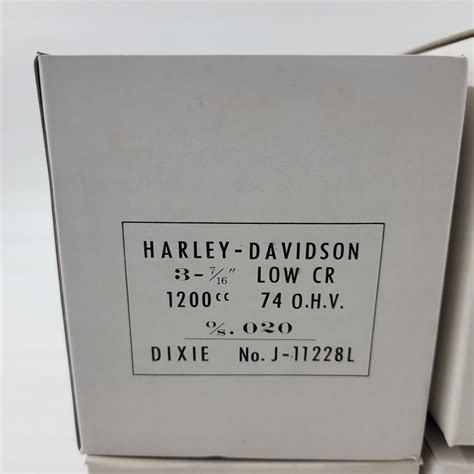 HARLEY-DAVIDSON
3-7/16" LOW CR
1200cc 74 O.H.V.
o/s. 020
DIXIE No. J-11228L